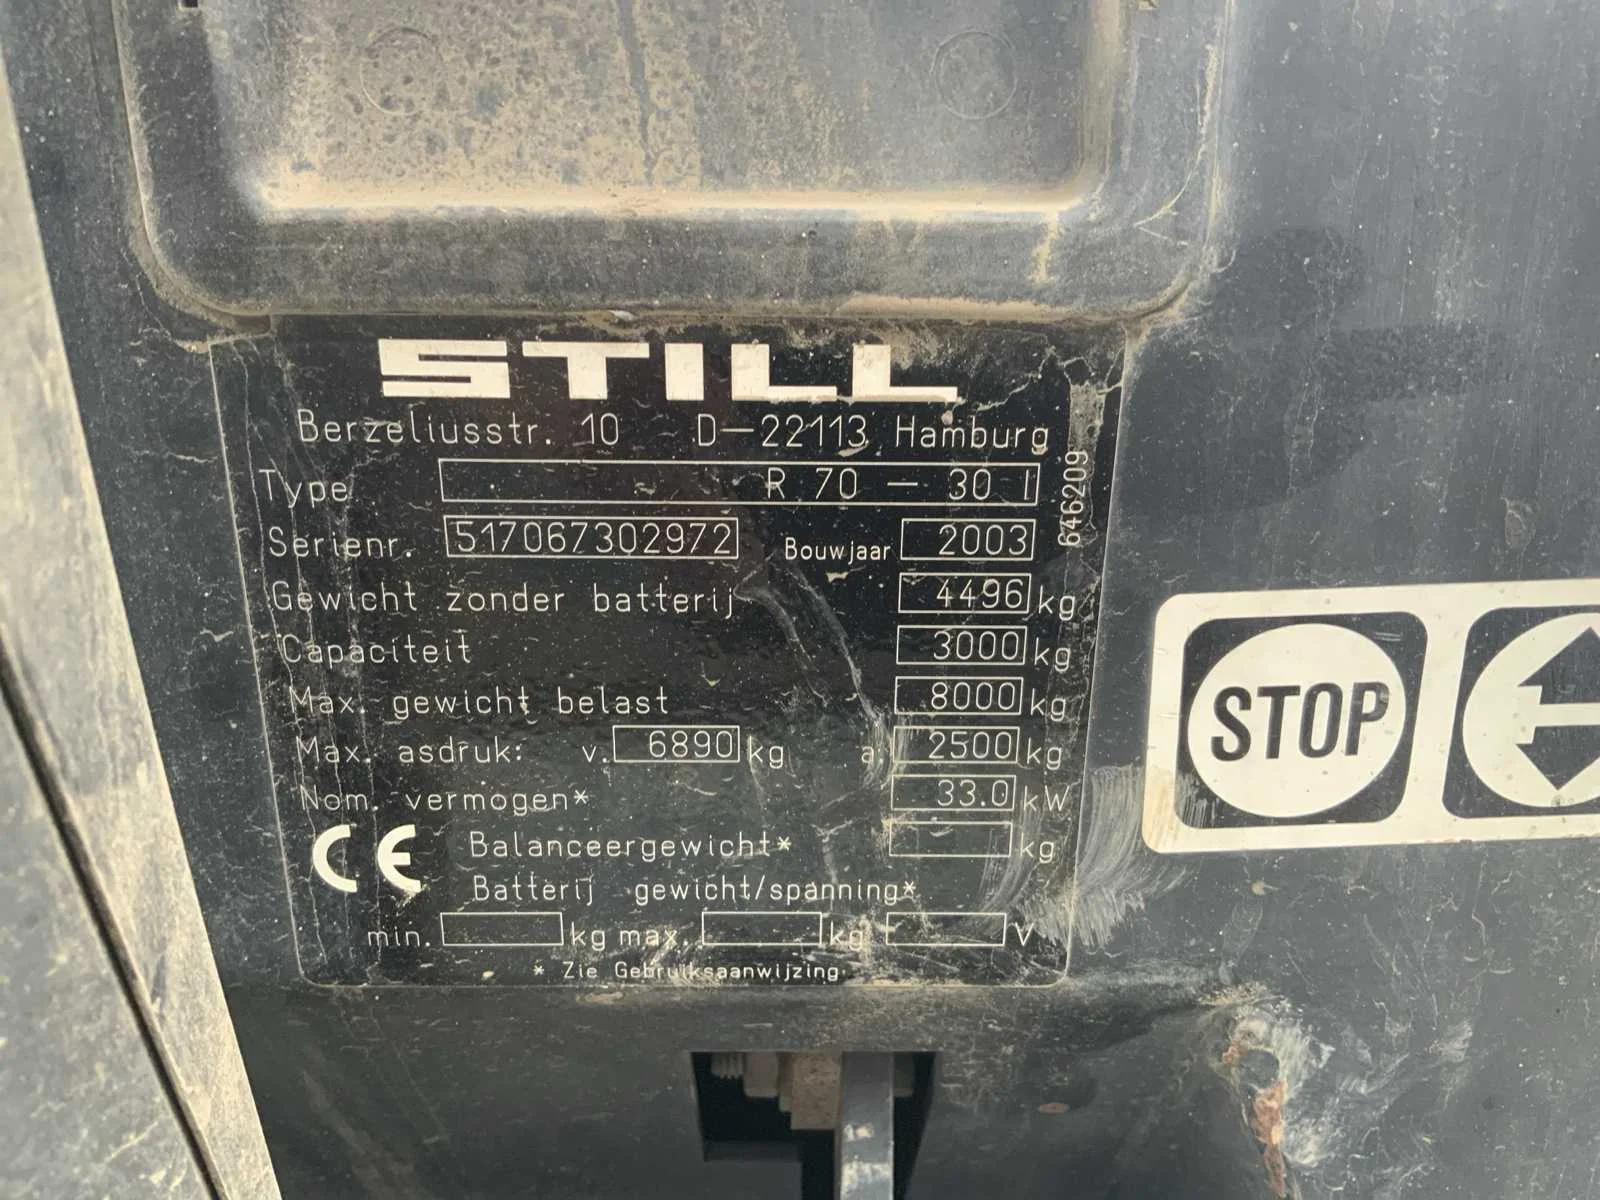 STILL
Berzeliusstr. 10 D-22113 Hamburg
Type R 70 - 30 I
646209
Serienr. 517067302972 Bouwjaar 2003
Gewicht zonder batterij 4496 kg
Capaciteit 3000 kg
Max. gewicht belast 8000 kg
Max. asdruk: v. 6890 kg a. 2500 kg
Nom. vermogen* 33.0 kW
CE Balanceergewicht* kg
Batterij gewicht/spanning*
min. kg max. kg V
* Zie Gebruiksaanwijzing.
STOP